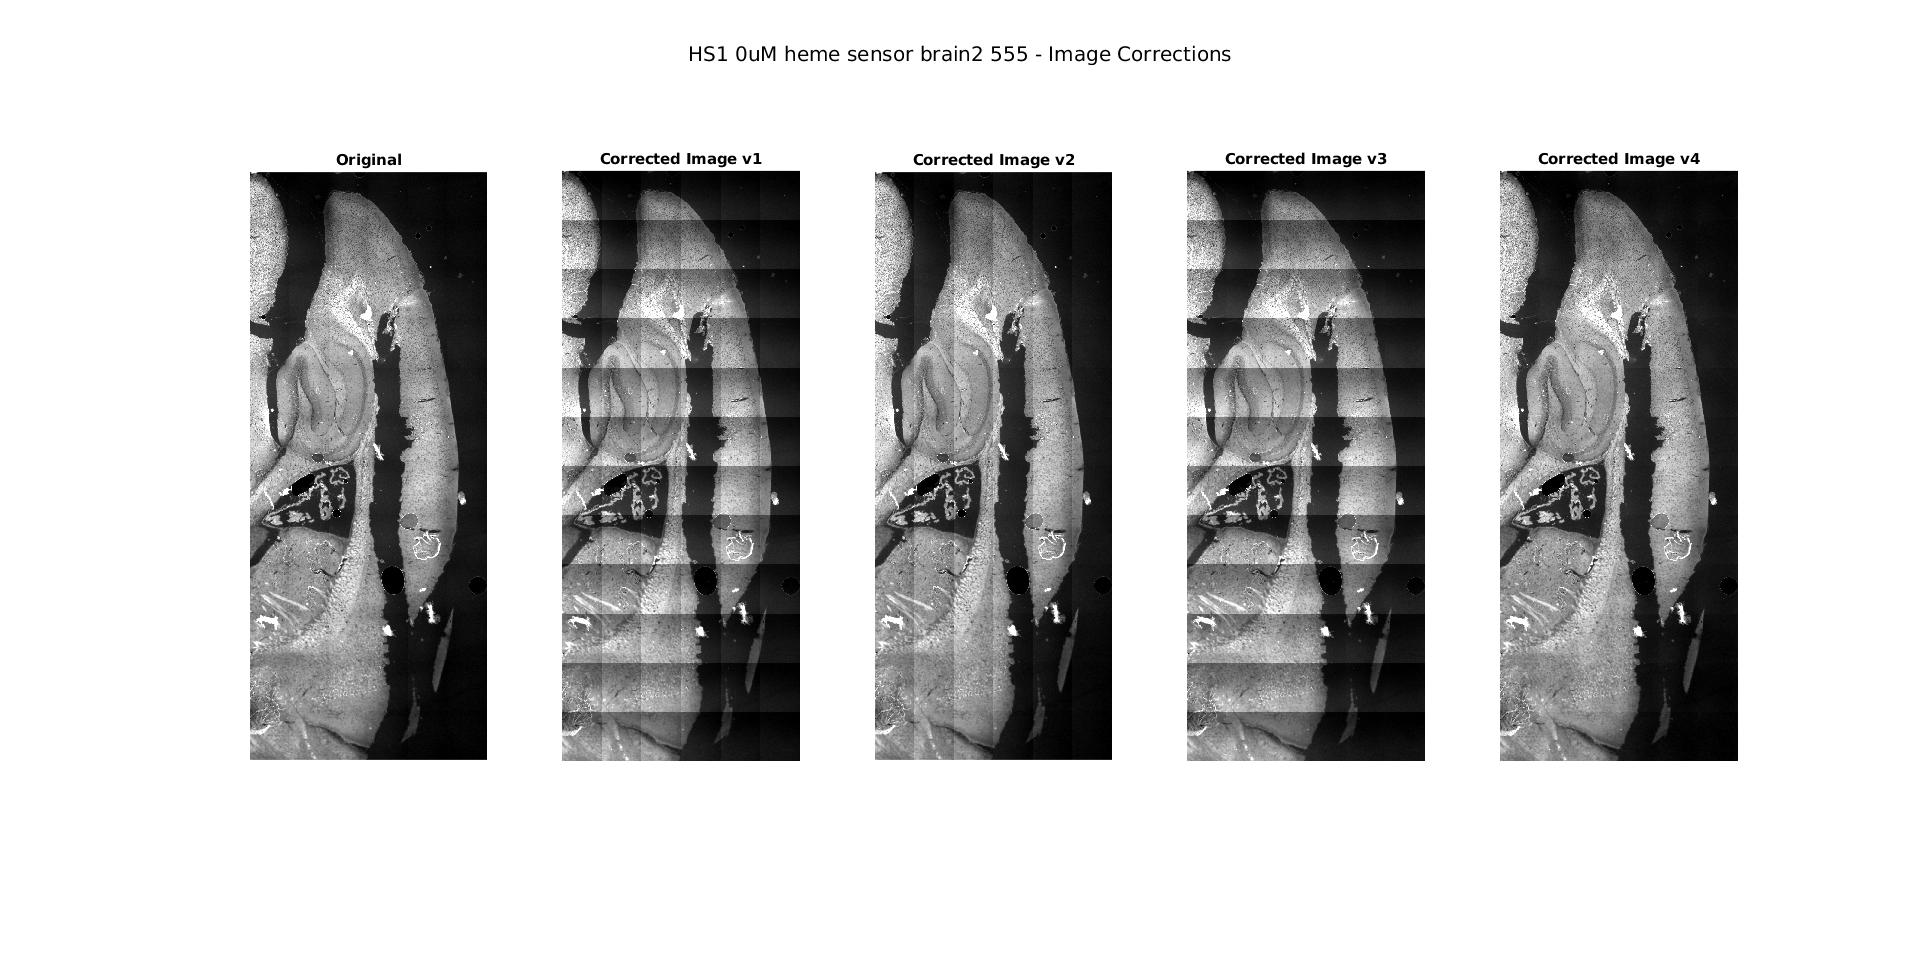 HS1 0uM heme sensor brain2 555 - Image Corrections
Original
Corrected Image v1
Corrected Image v2
Corrected Image v3
Corrected Image v4